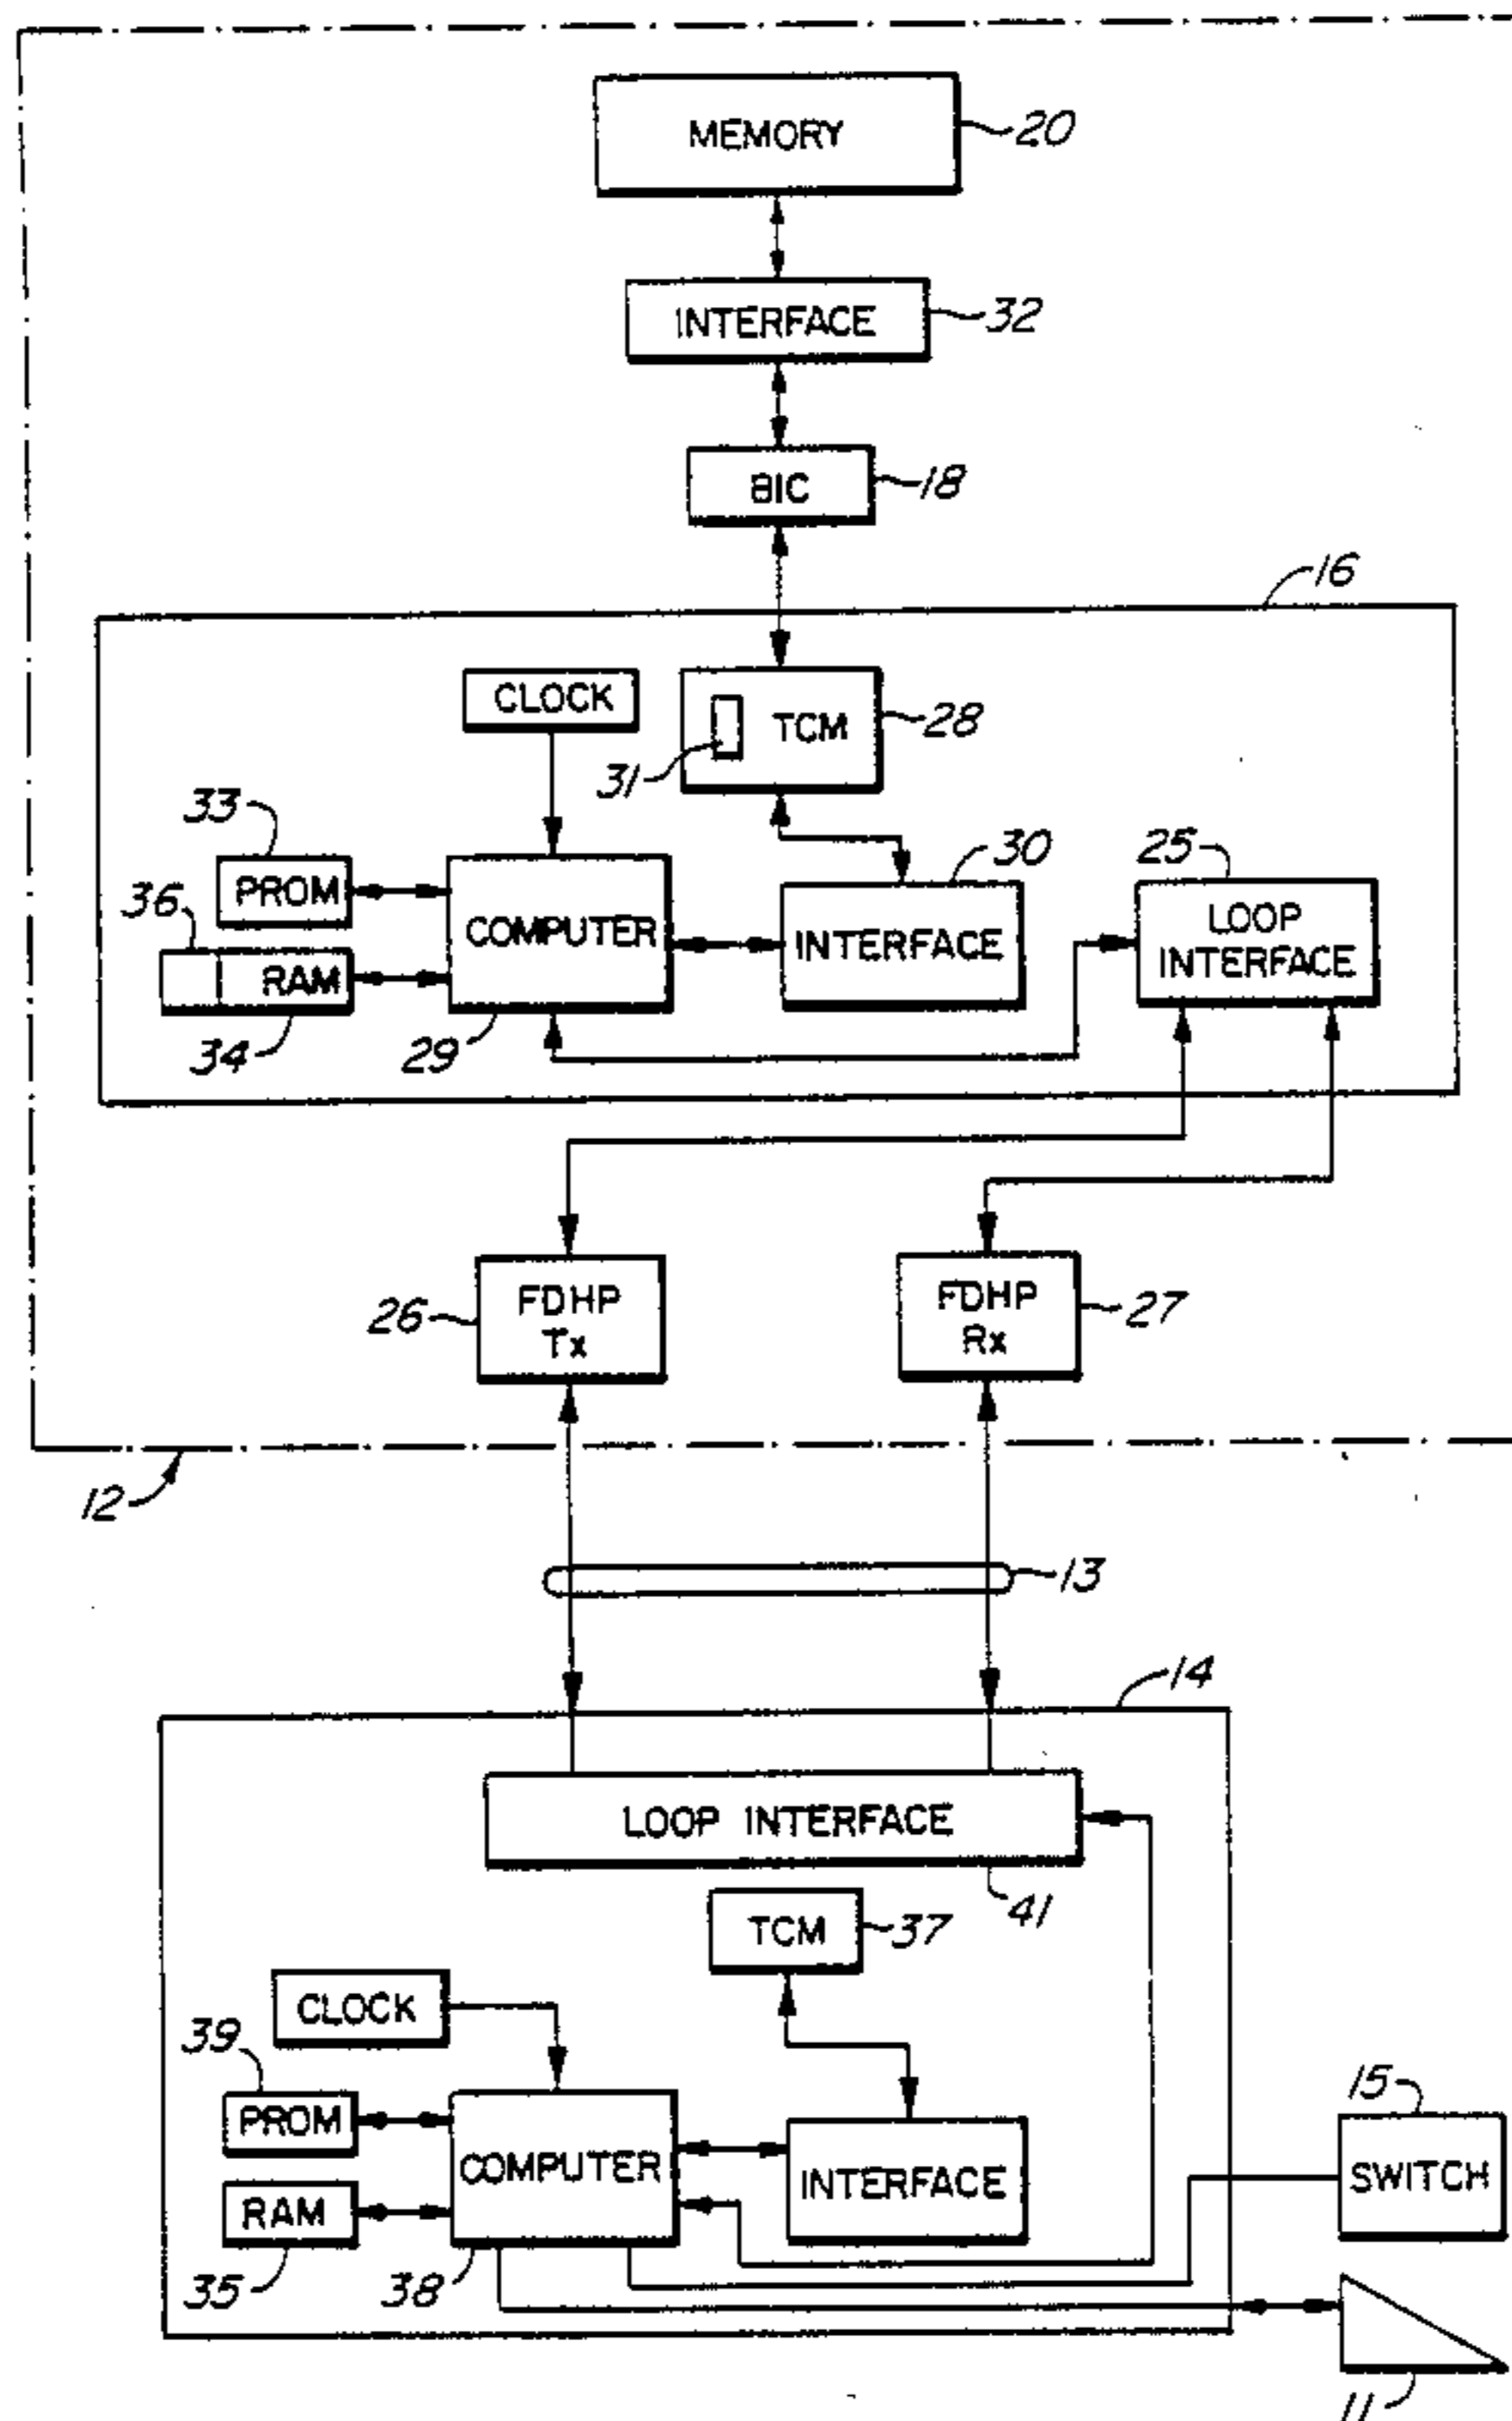 MEMORY
20
INTERFACE
32
BIC
18
16
CLOCK
TCM
28
31
33
PROM
36
RAM
34
COMPUTER
29
30
INTERFACE
25
LOOP
INTERFACE
26
FDHP
Tx
FDHP
Rx
27
12
13
14
LOOP INTERFACE
41
TCM
37
CLOCK
39
PROM
RAM
35
COMPUTER
38
INTERFACE
15
SWITCH
11